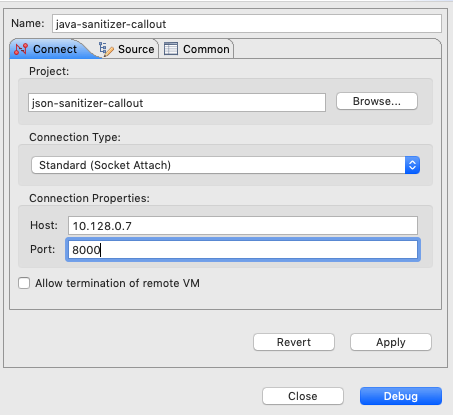 Name: java-sanitizer-callout
Connect Source Common
Project:
json-sanitizer-callout Browse...
Connection Type:
Standard (Socket Attach)
Connection Properties:
Host: 10.128.0.7
Port: 8000
Allow termination of remote VM
Revert Apply
Close Debug